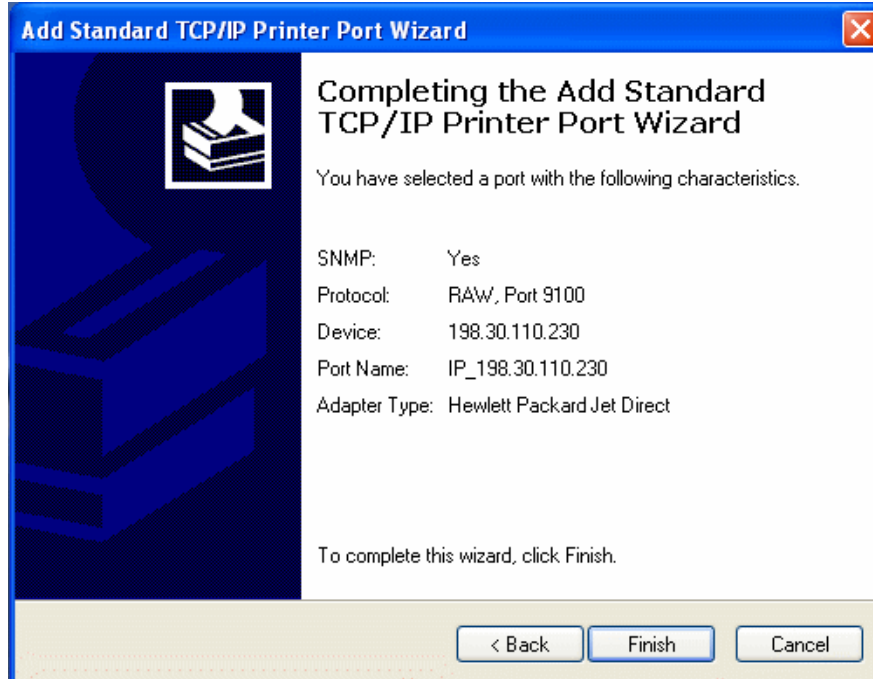 Add Standard TCP/IP Printer Port Wizard
Completing the Add Standard
TCP/IP Printer Port Wizard
You have selected a port with the following characteristics.
SNMP: Yes
Protocol: RAW, Port 9100
Device: 198.30.110.230
Port Name: IP_198.30.110.230
Adapter Type: Hewlett Packard Jet Direct
To complete this wizard, click Finish.
< Back Finish Cancel